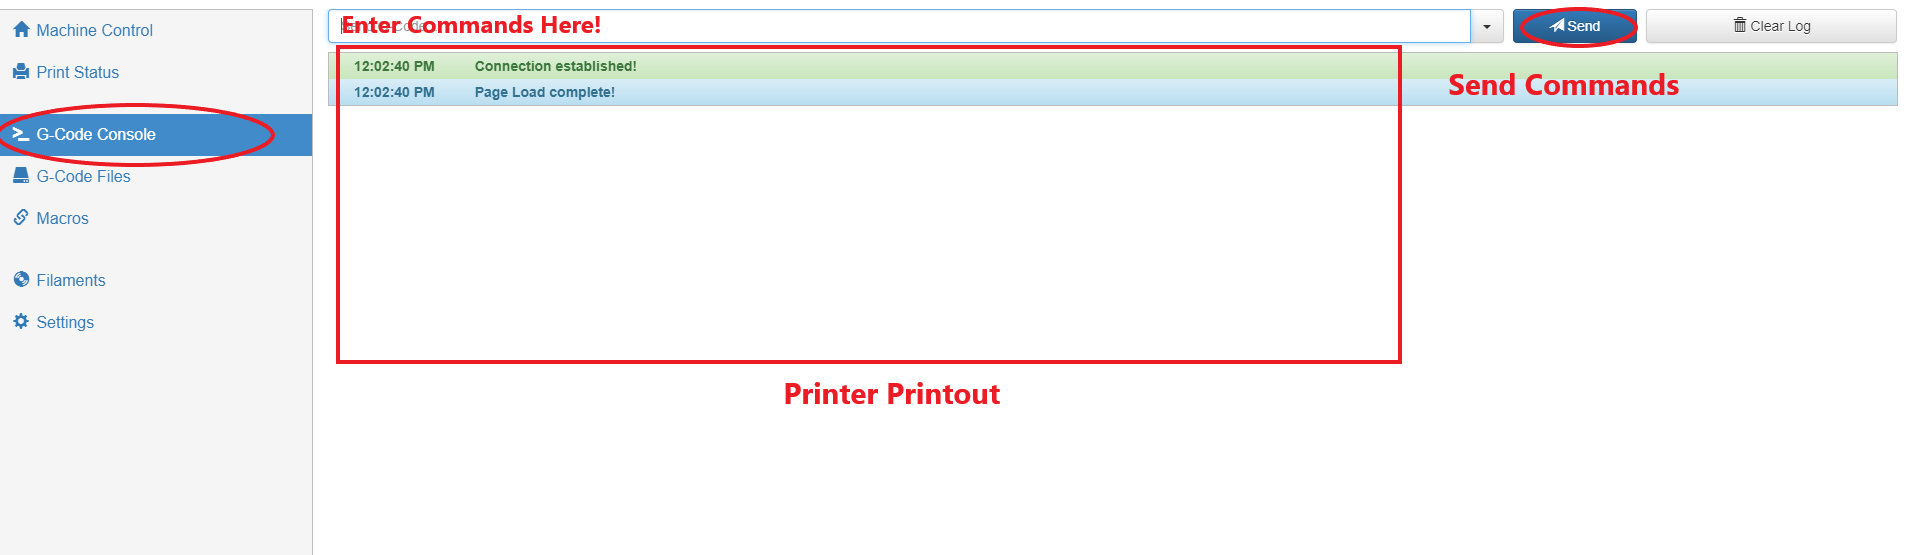 Machine Control
Print Status
G-Code Console
G-Code Files
Macros
Filaments
Settings
Enter Commands Here!
Send
Clear Log
12:02:40 PM Connection established!
12:02:40 PM Page Load complete!
Send Commands
Printer Printout